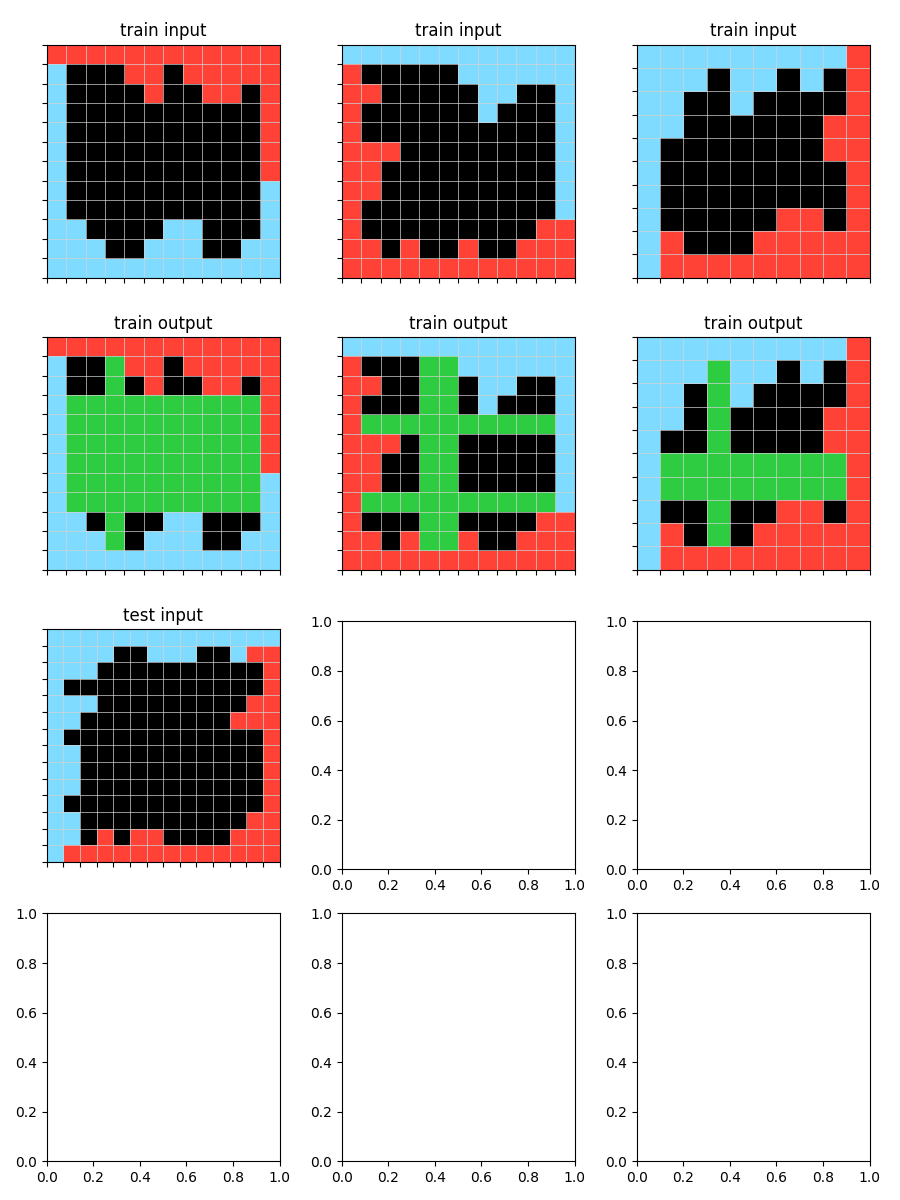 train input train input train input
train output train output train output
test input
1.0 1.0
0.8 0.8
0.6 0.6
0.4 0.4
0.2 0.2
0.0 0.0
0.0 0.2 0.4 0.6 0.8 1.0 0.0 0.2 0.4 0.6 0.8 1.0
1.0 1.0 1.0
0.8 0.8 0.8
0.6 0.6 0.6
0.4 0.4 0.4
0.2 0.2 0.2
0.0 0.0 0.0
0.0 0.2 0.4 0.6 0.8 1.0 0.0 0.2 0.4 0.6 0.8 1.0 0.0 0.2 0.4 0.6 0.8 1.0